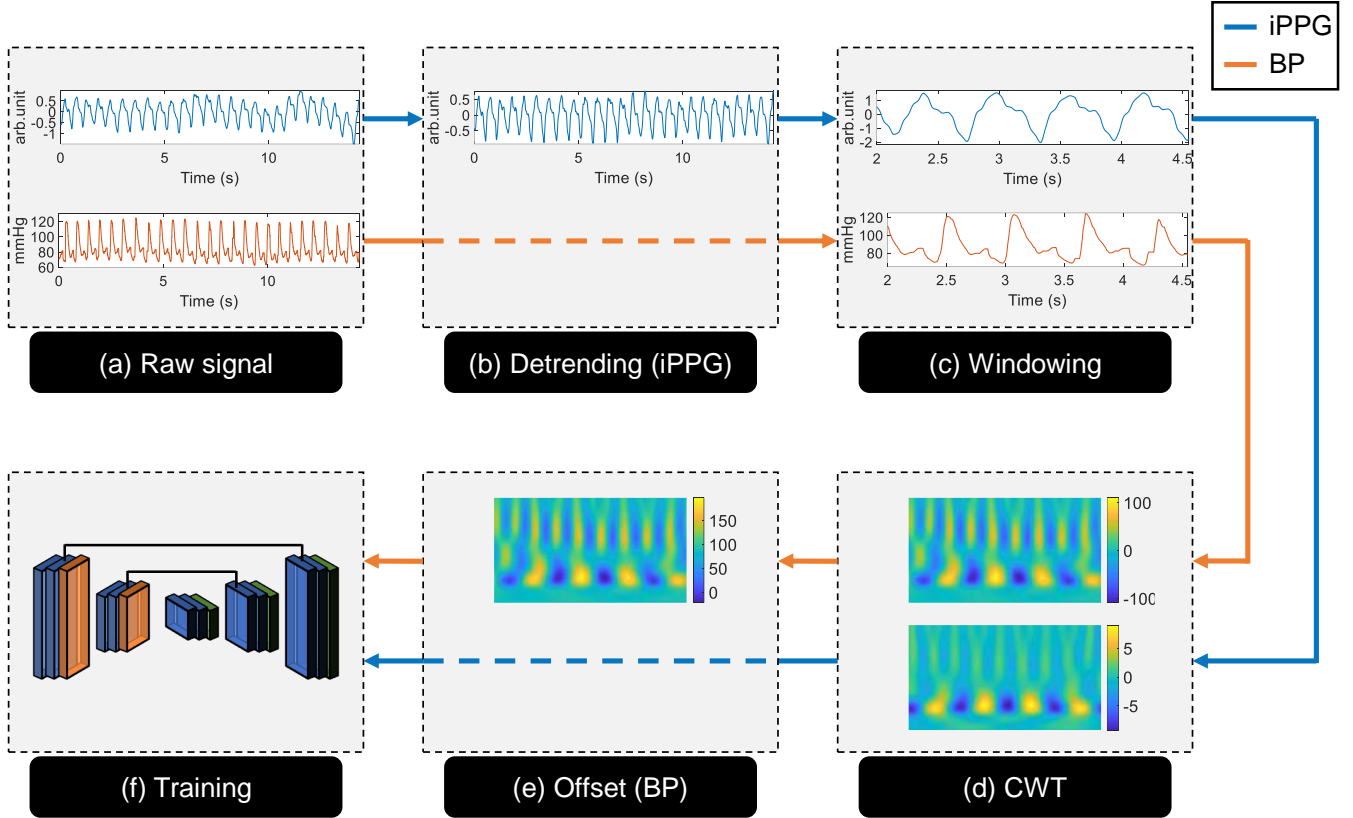 iPPG
BP
arb.unit
0.5
0
-0.5
-1
0
5
10
Time (s)
mmHg
120
100
80
60
0
5
10
Time (s)
(a) Raw signal
arb.unit
0.5
0
-0.5
0
5
10
Time (s)
(b) Detrending (iPPG)
arb.unit
1
0
-1
-2
2
2.5
3
3.5
4
4.5
Time (s)
mmHg
120
100
80
2
2.5
3
3.5
4
4.5
Time (s)
(c) Windowing
(f) Training
150
100
50
0
(e) Offset (BP)
100
50
0
-50
-100
5
0
-5
(d) CWT